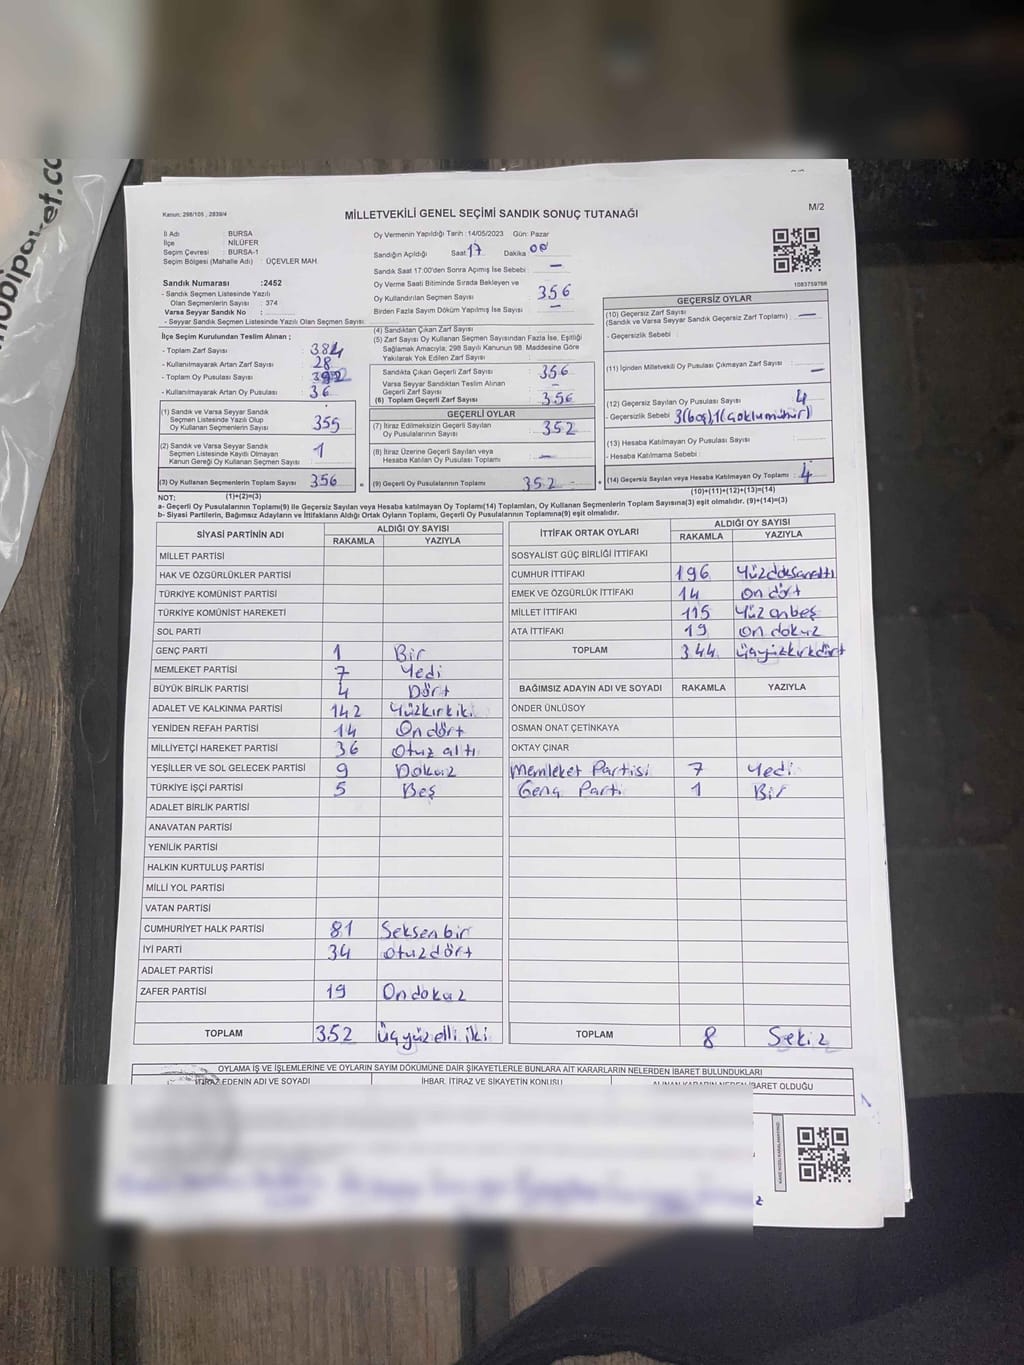 mobipal et.co
Kanun: 298/105 , 2839/4
MİLLETVEKİLİ GENEL SEÇİMİ SANDIK SONUÇ TUTANAĞI
M/2
İl Adı : BURSA
İlçe : NİLÜFER
Seçim Çevresi : BURSA-1
Seçim Bölgesi (Mahalle Adı) : ÜÇEVLER MAH.
Oy Vermenin Yapıldığı Tarih :14/05/2023 Gün: Pazar
Sandığın Açıldığı Saat 17 Dakika 00
Sandık Saat 17:00'den Sonra Açımış İse Sebebi : —
Oy Verme Saati Bitiminde Sırada Bekleyen ve
Oy Kullandırılan Seçmen Sayısı : 356
Birden Fazla Sayım Döküm Yapılmış İse Sayısı : —
1083759766
Sandık Numarası :2452
- Sandık Seçmen Listesinde Yazılı
Olan Seçmenlerin Sayısı : 374
Varsa Seyyar Sandık No :
- Seyyar Sandık Seçmen Listesinde Yazılı Olan Seçmen Sayısı:
İlçe Seçim Kurulundan Teslim Alınan ;
- Toplam Zarf Sayısı : 384
- Kullanılmayarak Artan Zarf Sayısı : 28
- Toplam Oy Pusulası Sayısı :
- Kullanılmayarak Artan Oy Pusulası : 36
(1) Sandık ve Varsa Seyyar Sandık
Seçmen Listesinde Yazılı Olup
Oy Kullanan Seçmenlerin Sayısı : 355
(2) Sandık ve Varsa Seyyar Sandık
Seçmen Listesinde Kayıtlı Olmayan
Kanun Gereği Oy Kullanan Seçmen Sayısı : 1
(3) Oy Kullanan Seçmenlerin Toplam Sayısı : 356
(1)+(2)=(3)
(4) Sandıktan Çıkan Zarf Sayısı :
(5) Zarf Sayısı Oy Kullanan Seçmen Sayısından Fazla İse, Eşitliği
Sağlamak Amacıyla; 298 Sayılı Kanunun 98. Maddesine Göre
Yakılarak Yok Edilen Zarf Sayısı :
Sandıkta Çıkan Geçerli Zarf Sayısı : 356
Varsa Seyyar Sandıktan Teslim Alınan
Geçerli Zarf Sayısı : —
(6) Toplam Geçerli Zarf Sayısı : 356
GEÇERLİ OYLAR
(7) İtiraz Edilmeksizin Geçerli Sayılan
Oy Pusulalarının Sayısı : 352
(8) İtiraz Üzerine Geçerli Sayılan veya
Hesaba Katılan Oy Pusulası Toplamı : —
= (9) Geçerli Oy Pusulalarının Toplamı : 352
GEÇERSİZ OYLAR
(10) Geçersiz Zarf Sayısı
(Sandık ve Varsa Seyyar Sandık Geçersiz Zarf Toplamı) : —
- Geçersizlik Sebebi :
(11) İçinden Milletvekili Oy Pusulası Çıkmayan Zarf Sayısı : —
(12) Geçersiz Sayılan Oy Pusulası Sayısı : 4
- Geçersizlik Sebebi : 3(boş)1(çoklumühür)
(13) Hesaba Katılmayan Oy Pusulası Sayısı :
- Hesaba Katılmama Sebebi :
+ (14) Geçersiz Sayılan veya Hesaba Katılmayan Oy Toplamı : 4
(10)+(11)+(12)+(13)=(14)
NOT:
a- Geçerli Oy Pusulalarının Toplamı(9) ile Geçersiz Sayılan veya Hesaba katılmayan Oy Toplamı(14) Toplamları, Oy Kullanan Seçmenlerin Toplam Sayısına(3) eşit olmalıdır. (9)+(14)=(3)
b- Siyasi Partilerin, Bağımsız Adayların ve İttifakların Aldığı Ortak Oyların Toplamı, Geçerli Oy Pusulalarının Toplamına(9) eşit olmalıdır.
SİYASİ PARTİNİN ADI ALDIĞI OY SAYISI
RAKAMLA YAZIYLA
MİLLET PARTİSİ
HAK VE ÖZGÜRLÜKLER PARTİSİ
TÜRKİYE KOMÜNİST PARTİSİ
TÜRKİYE KOMÜNİST HAREKETİ
SOL PARTİ
GENÇ PARTİ 1 Bir
MEMLEKET PARTİSİ 7 Yedi
BÜYÜK BİRLİK PARTİSİ 4 Dört
ADALET VE KALKINMA PARTİSİ 142 Yüzkırkiki
YENİDEN REFAH PARTİSİ 14 On dört
MİLLİYETÇİ HAREKET PARTİSİ 36 Otuz altı
YEŞİLLER VE SOL GELECEK PARTİSİ 9 Dokuz
TÜRKİYE İŞÇİ PARTİSİ 5 Beş
ADALET BİRLİK PARTİSİ
ANAVATAN PARTİSİ
YENİLİK PARTİSİ
HALKIN KURTULUŞ PARTİSİ
MİLLİ YOL PARTİSİ
VATAN PARTİSİ
CUMHURİYET HALK PARTİSİ 81 Seksen bir
İYİ PARTİ 34 Otuz dört
ADALET PARTİSİ
ZAFER PARTİSİ 19 On dokuz
TOPLAM 352 Üçyüz elli iki
İTTİFAK ORTAK OYLARI ALDIĞI OY SAYISI
RAKAMLA YAZIYLA
SOSYALİST GÜÇ BİRLİĞİ İTTİFAKI
CUMHUR İTTİFAKI 196 Yüzdoksanaltı
EMEK VE ÖZGÜRLÜK İTTİFAKI 14 On dört
MİLLET İTTİFAKI 115 Yüz onbeş
ATA İTTİFAKI 19 On dokuz
TOPLAM 344 Üçyüzkırkdört
BAĞIMSIZ ADAYIN ADI VE SOYADI RAKAMLA YAZIYLA
ÖNDER ÜNLÜSOY
OSMAN ONAT ÇETİNKAYA
OKTAY ÇINAR
Memleket Partisi 7 Yedi
Genç Parti 1 Bir
TOPLAM 8 Sekiz
OYLAMA İŞ VE İŞLEMLERİNE VE OYLARIN SAYIM DÖKÜMÜNE DAİR ŞİKAYETLERLE BUNLARA AİT KARARLARIN NELERDEN İBARET BULUNDUKLARI
İTİRAZ EDENİN ADI VE SOYADI İHBAR, İTİRAZ VE ŞİKAYETİN KONUSU ALINAN KARARIN NEDEN İBARET OLDUĞU